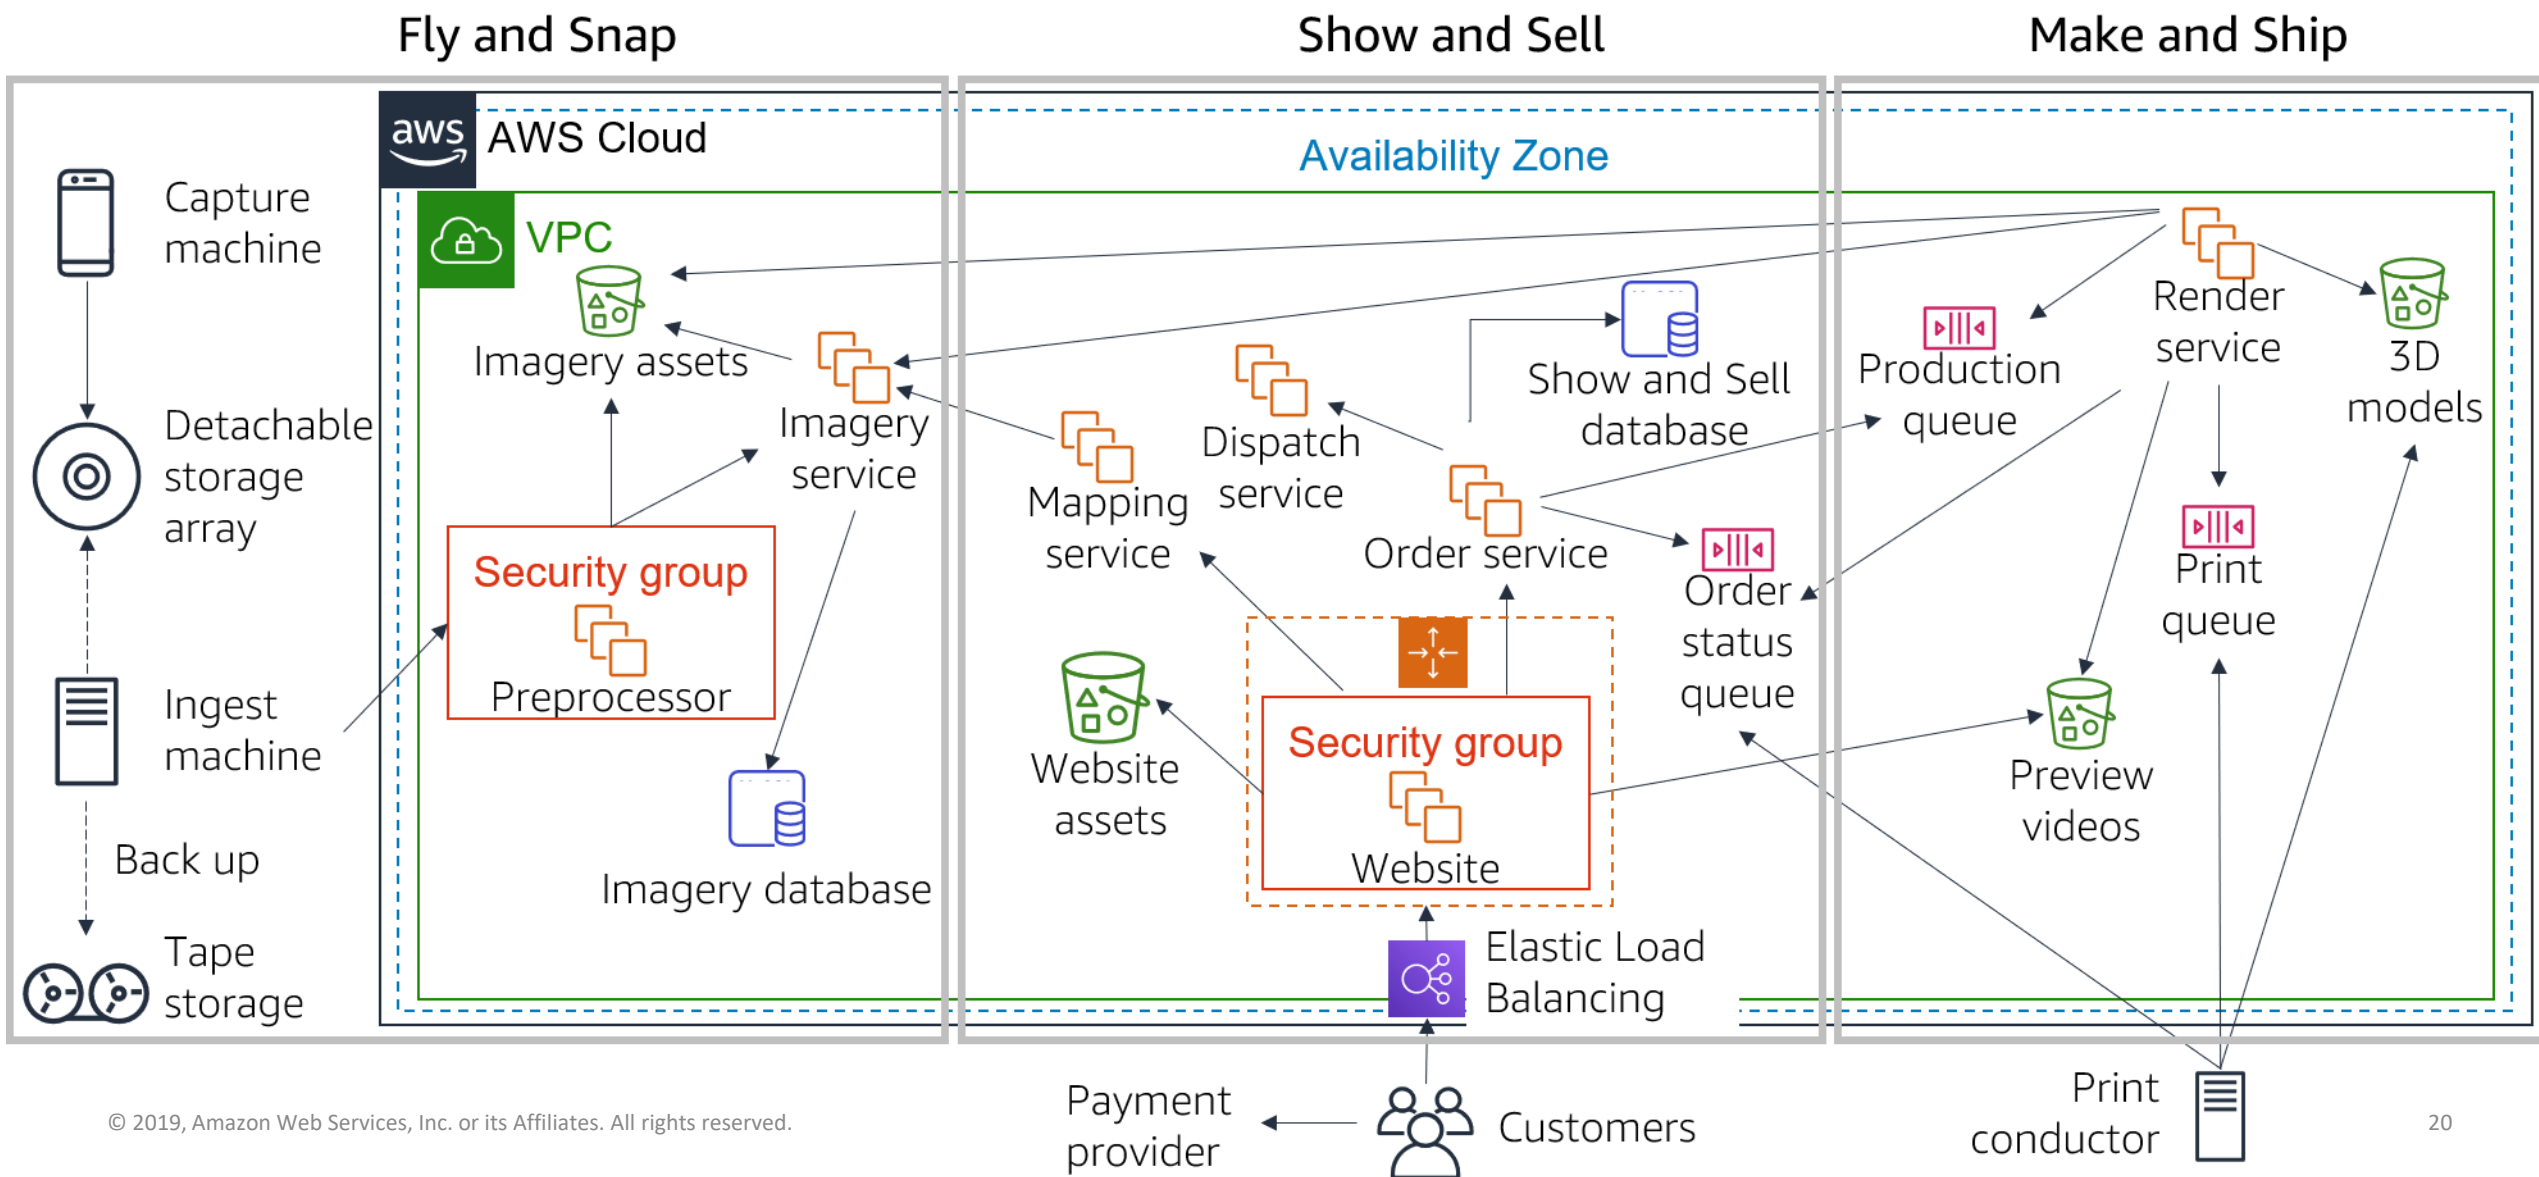 Fly and Snap
Show and Sell
Make and Ship
aws
AWS Cloud
Availability Zone
VPC
Capture
machine
Detachable
storage
array
Ingest
machine
Back up
Tape
storage
Imagery assets
Imagery
service
Security group
Preprocessor
Imagery database
Mapping
service
Dispatch
service
Show and Sell
database
Order service
Order
status
queue
Website
assets
Security group
Website
Elastic Load
Balancing
Production
queue
Render
service
3D
models
Print
queue
Preview
videos
Payment
provider
Customers
Print
conductor
© 2019, Amazon Web Services, Inc. or its Affiliates. All rights reserved.
20